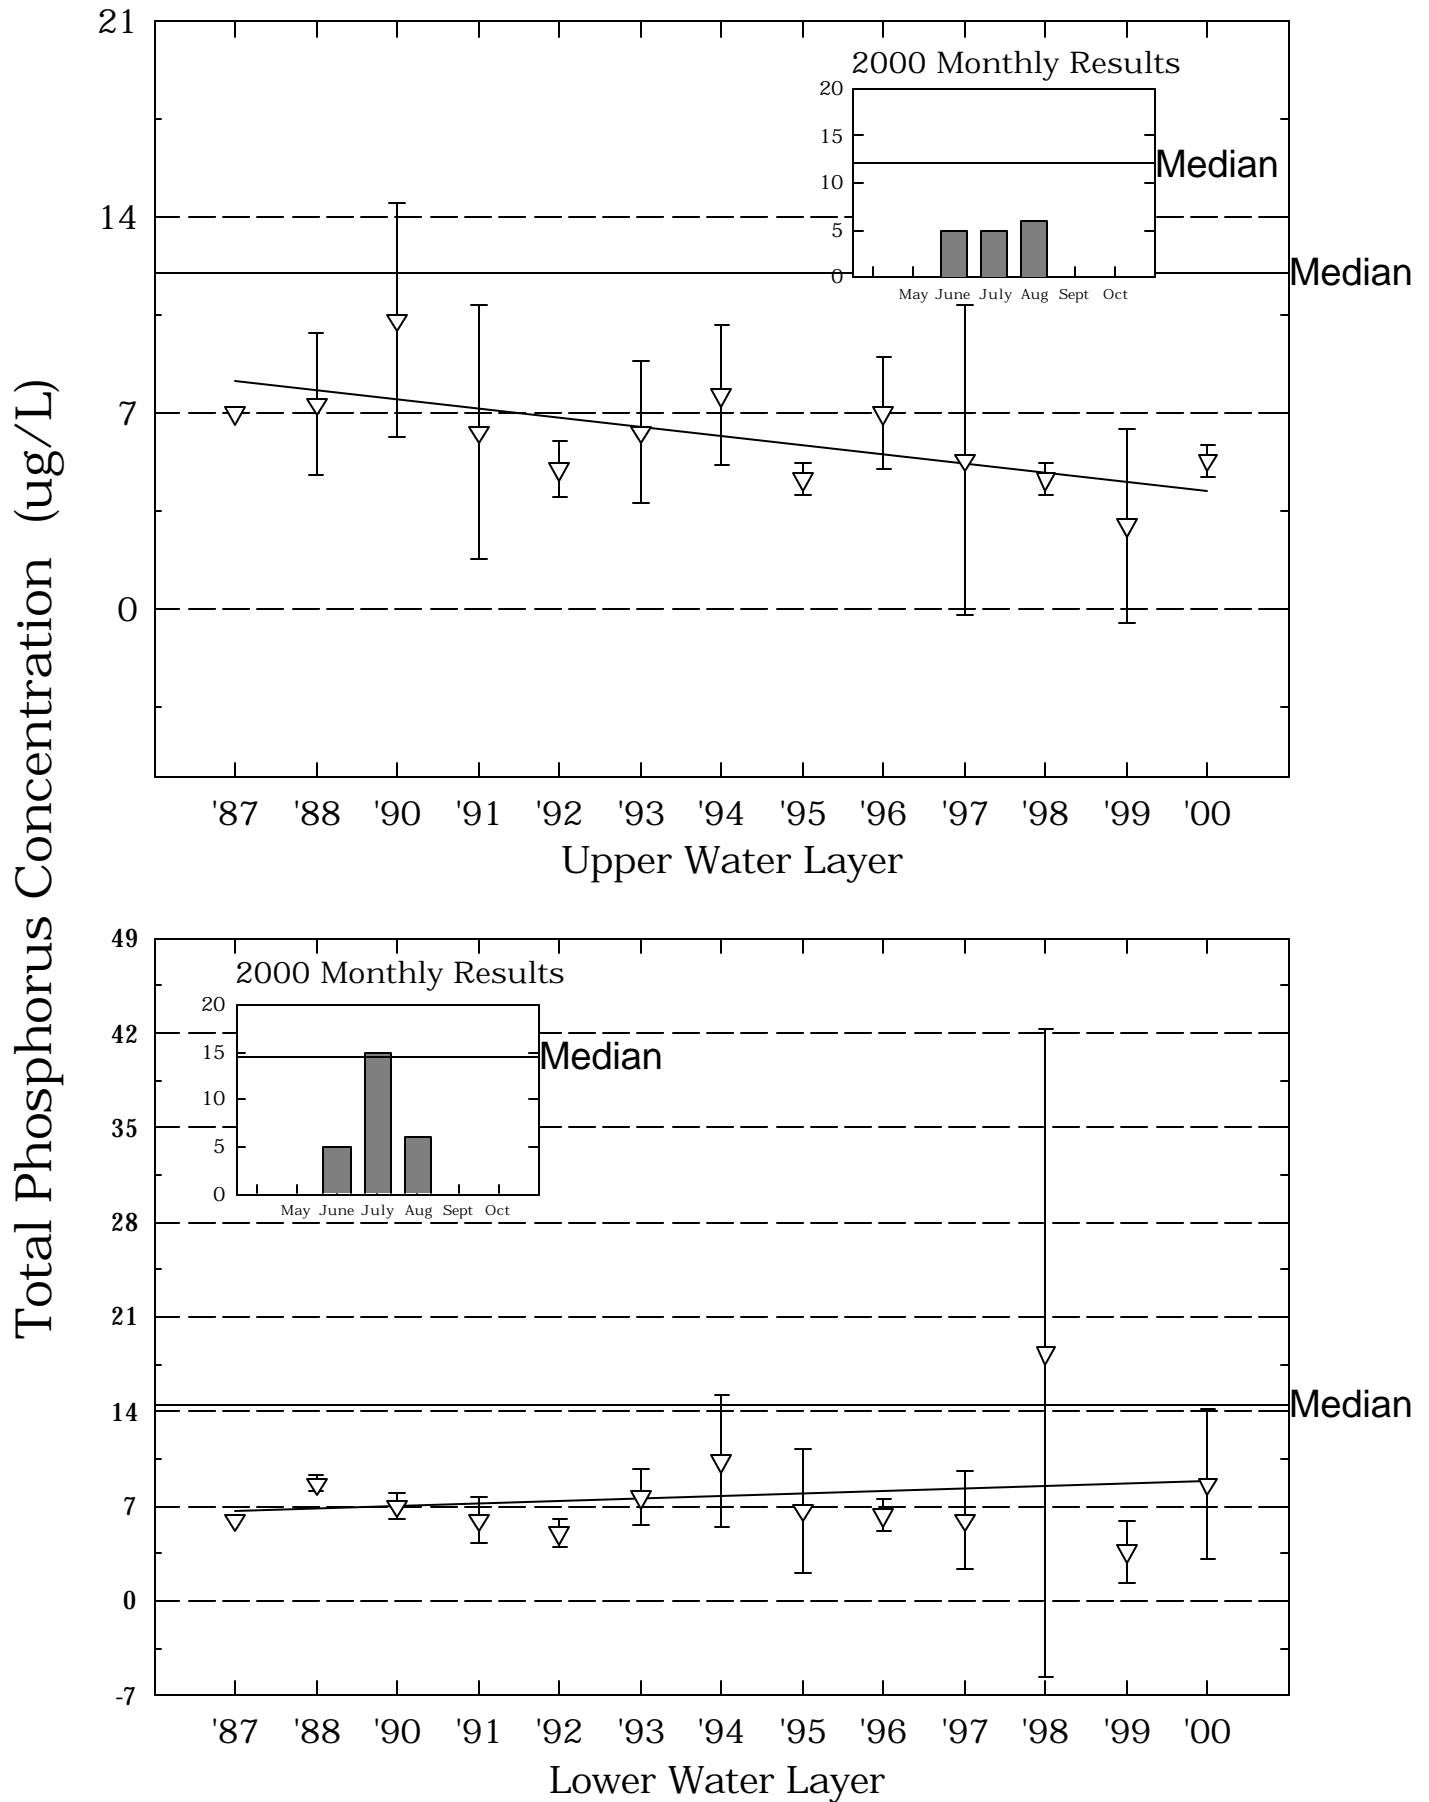 Total Phosphorus Concentration (ug/L)
21
14
7
0
2000 Monthly Results
20
15
10
5
0
Median
May June July Aug Sept Oct
Median
'87 '88 '90 '91 '92 '93 '94 '95 '96 '97 '98 '99 '00
Upper Water Layer
49
42
35
28
21
14
7
0
-7
2000 Monthly Results
20
15
10
5
0
Median
May June July Aug Sept Oct
Median
'87 '88 '90 '91 '92 '93 '94 '95 '96 '97 '98 '99 '00
Lower Water Layer